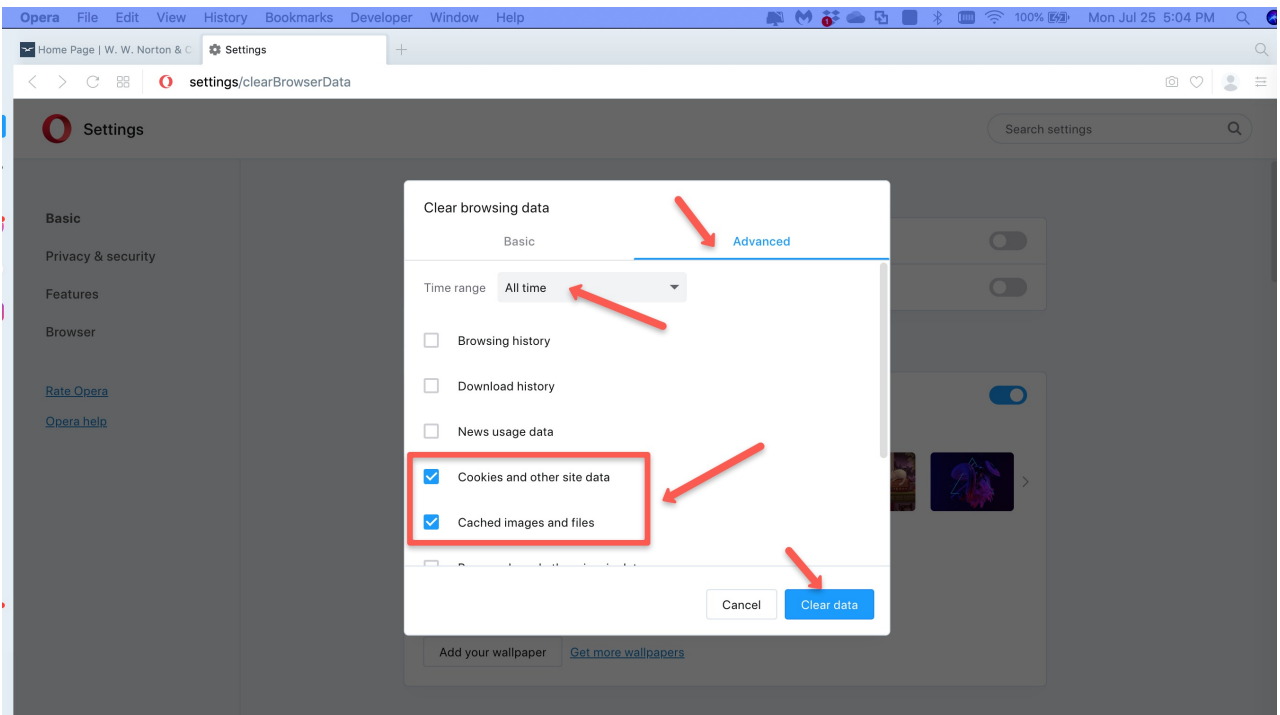 Opera File Edit View History Bookmarks Developer Window Help 100% Mon Jul 25 5:04 PM
Home Page | W. W. Norton & C Settings
settings/clearBrowserData
Settings
Search settings
Clear browsing data
Basic
Basic Advanced
Privacy & security
Time range All time
Features
Browser
Browsing history
Download history
Rate Opera
Opera help
News usage data
Cookies and other site data
Cached images and files
Cancel Clear data
Add your wallpaper Get more wallpapers